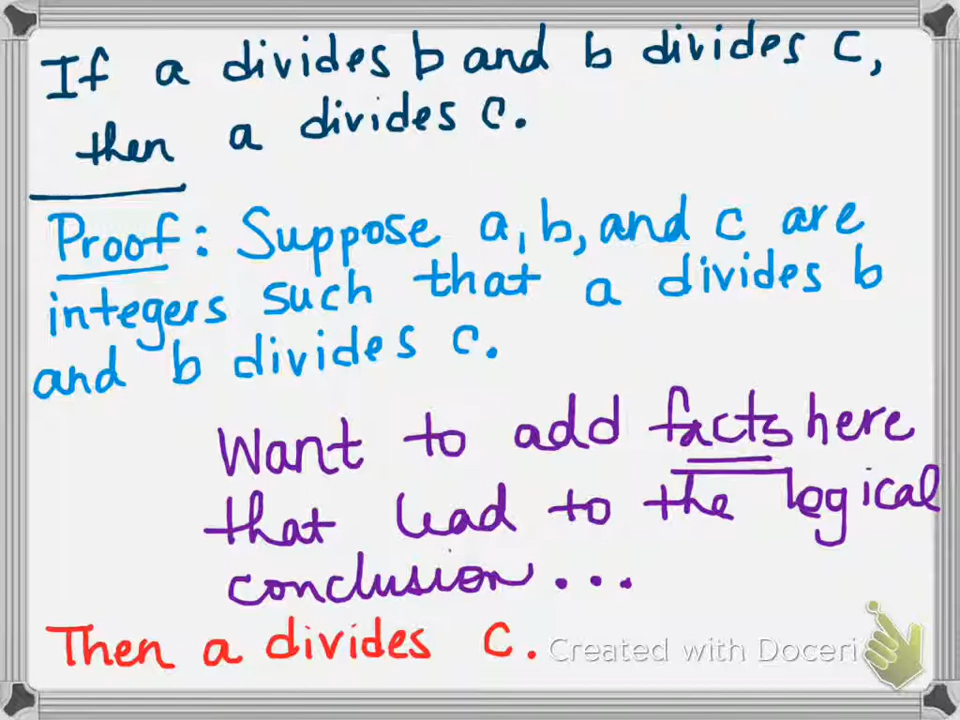 If a divides b and b divides c,
then a divides c.
Proof: Suppose a, b, and c are
integers such that a divides b
and b divides c.
Want to add facts here
that lead to the logical
conclusion...
Then a divides c.
Created with Doceri